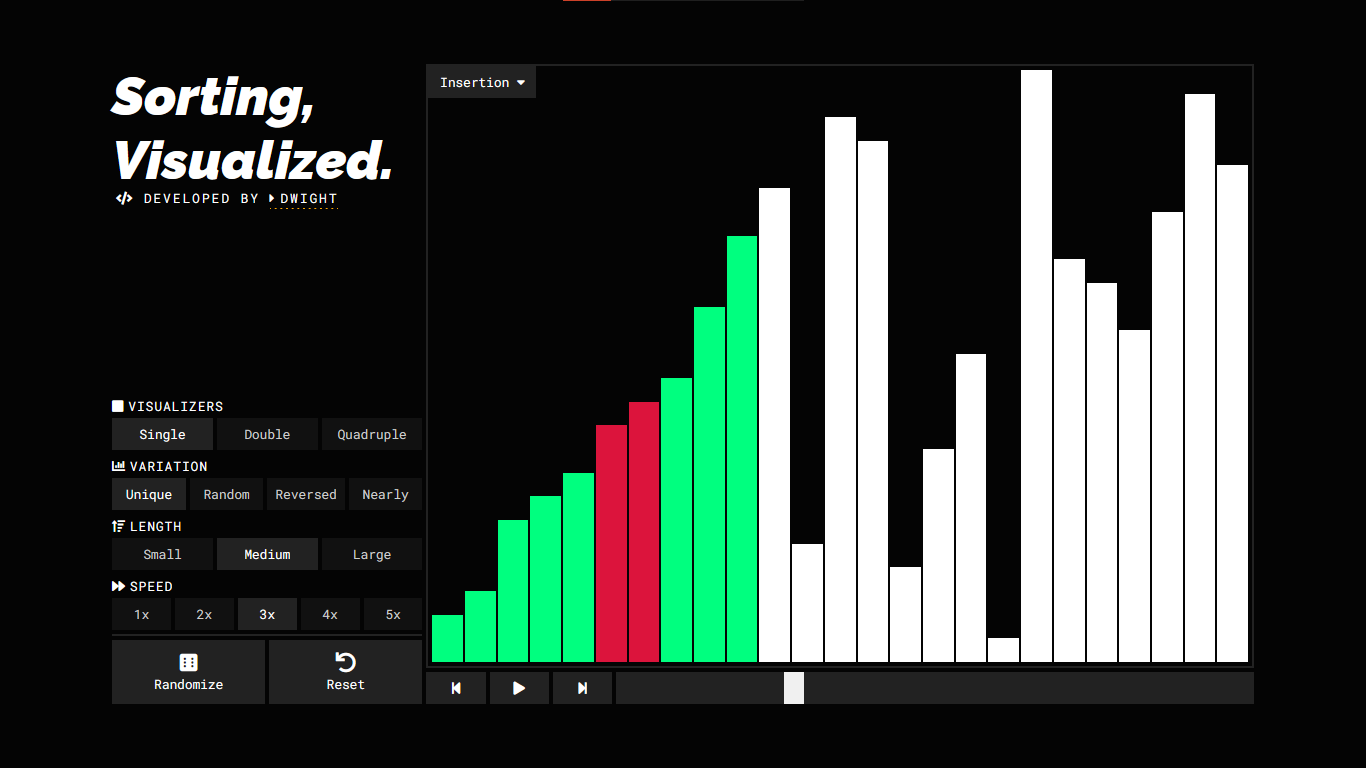 Sorting,
Visualized.
DEVELOPED BY DWIGHT
Insertion
VISUALIZERS
Single Double Quadruple
VARIATION
Unique Random Reversed Nearly
LENGTH
Small Medium Large
SPEED
1x 2x 3x 4x 5x
Randomize Reset